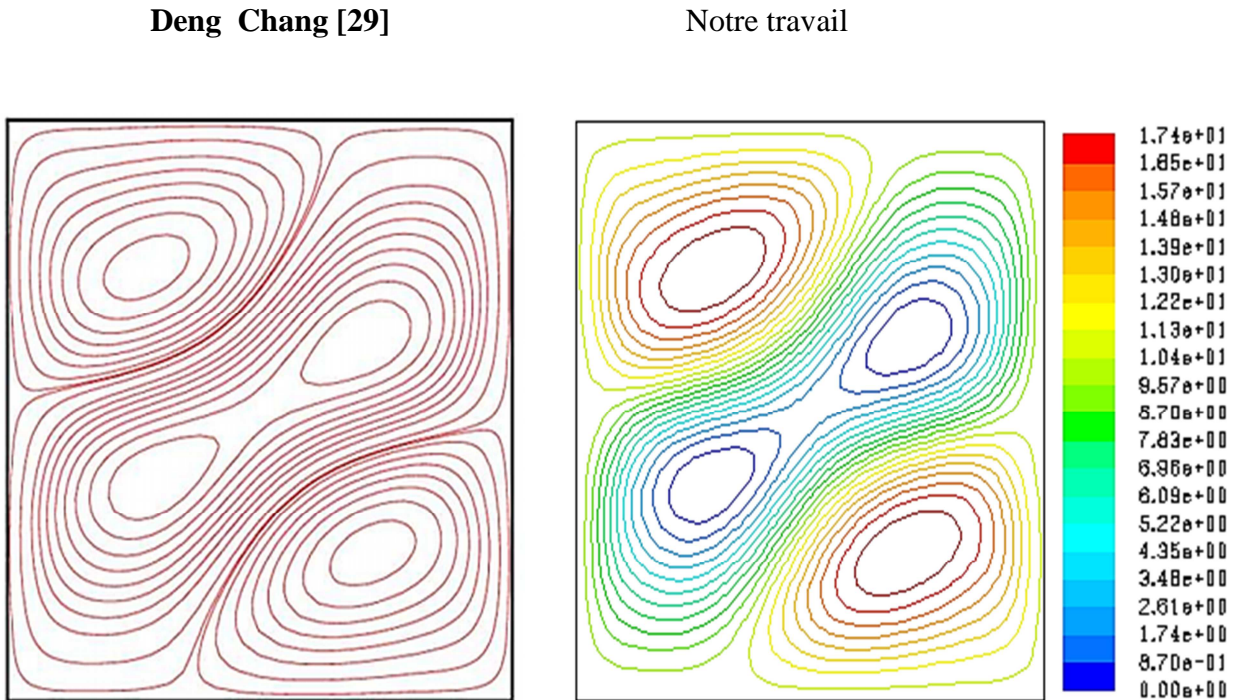 Deng Chang [29]
Notre travail
1.74e+01
1.65e+01
1.57e+01
1.48e+01
1.39e+01
1.30e+01
1.22e+01
1.13e+01
1.04e+01
9.57e+00
8.70e+00
7.83e+00
6.96e+00
6.09e+00
5.22e+00
4.35e+00
3.48e+00
2.61e+00
1.74e+00
8.70e-01
0.00e+00